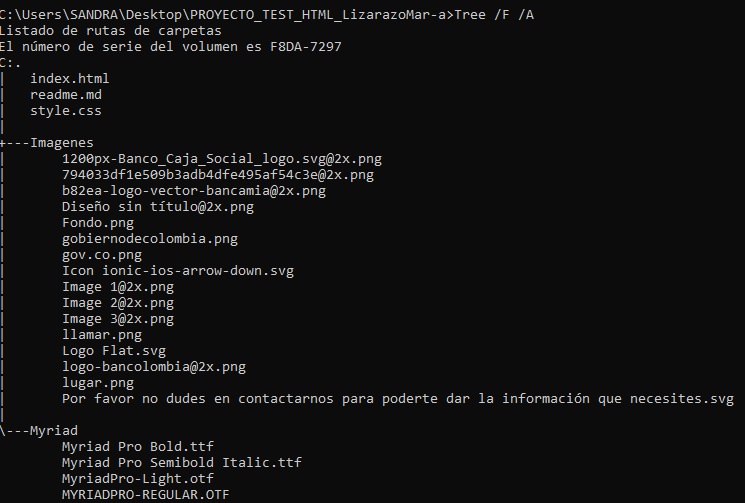 C:\Users\SANDRA\Desktop\PROYECTO_TEST_HTML_LizarazoMar-a>Tree /F /A
Listado de rutas de carpetas
El número de serie del volumen es F8DA-7297
C:.
|   index.html
|   readme.md
|   style.css
|
+---Imagenes
|       1200px-Banco_Caja_Social_logo.svg@2x.png
|       794033df1e509b3adb4dfe495af54c3e@2x.png
|       b82ea-logo-vector-bancamia@2x.png
|       Diseño sin título@2x.png
|       Fondo.png
|       gobiernodecolombia.png
|       gov.co.png
|       Icon ionic-ios-arrow-down.svg
|       Image 1@2x.png
|       Image 2@2x.png
|       Image 3@2x.png
|       llamar.png
|       Logo Flat.svg
|       logo-bancolombia@2x.png
|       lugar.png
|       Por favor no dudes en contactarnos para poderte dar la información que necesites.svg
|
\---Myriad
        Myriad Pro Bold.ttf
        Myriad Pro Semibold Italic.ttf
        MyriadPro-Light.otf
        MYRIADPRO-REGULAR.OTF